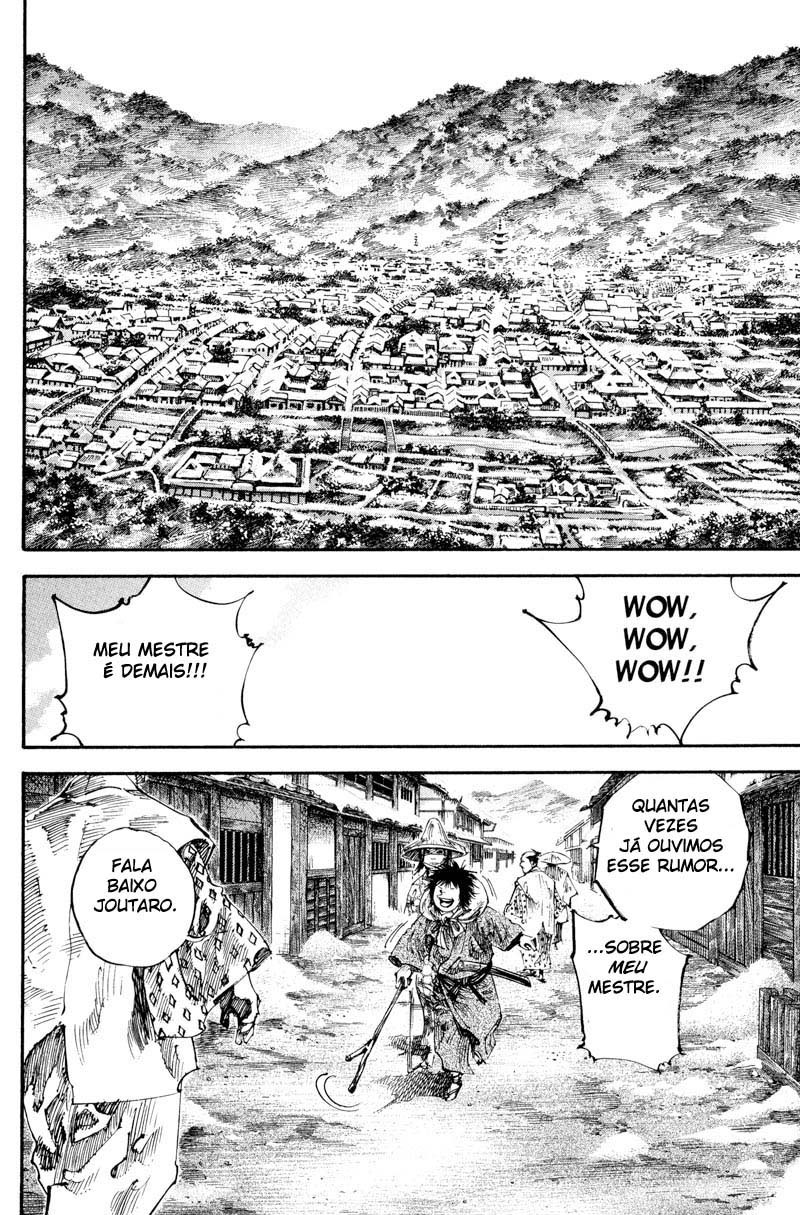 WOW,
WOW,
WOW!!
MEU MESTRE
É DEMAIS!!!
QUANTAS
VEZES
JÁ OUVIMOS
ESSE RUMOR...
...SOBRE
MEU
MESTRE.
FALA
BAIXO
JOUTARO.